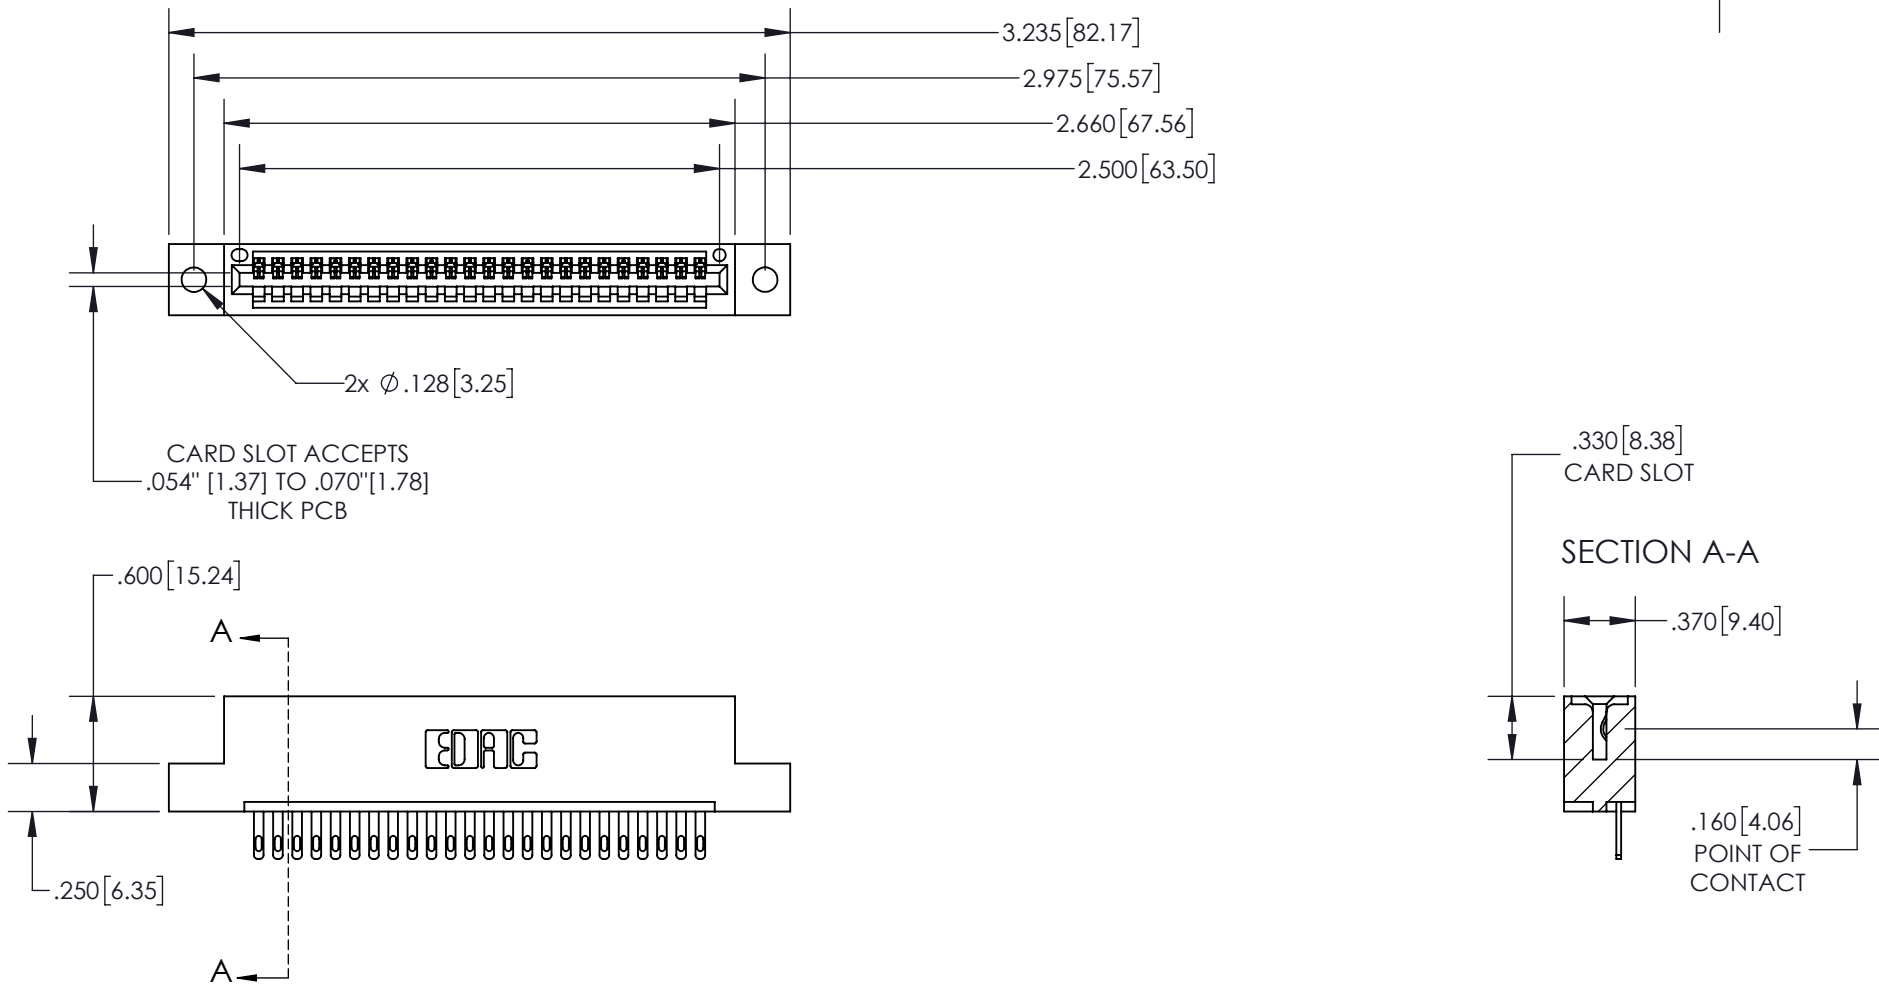 3.235[82.17]
2.975[75.57]
2.660[67.56]
2.500[63.50]
2x ∅.128[3.25]
CARD SLOT ACCEPTS
.054" [1.37] TO .070"[1.78]
THICK PCB
.330[8.38]
CARD SLOT
SECTION A-A
.600[15.24]
A
.370[9.40]
EDAC
.160[4.06]
POINT OF
CONTACT
.250[6.35]
A